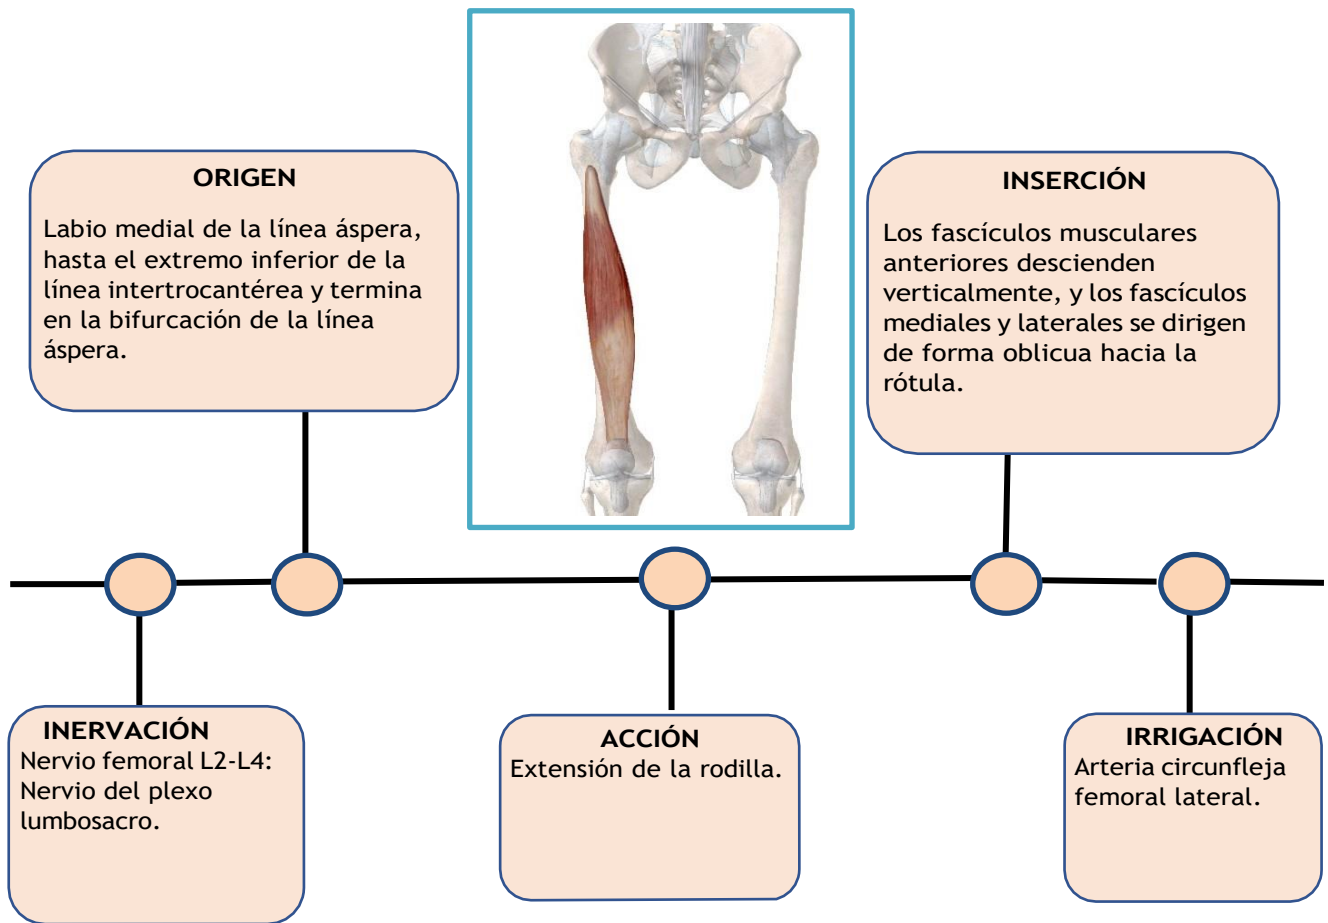 ORIGEN
Labio medial de la línea áspera,
hasta el extremo inferior de la
línea intertrocantérea y termina
en la bifurcación de la línea
áspera.
INSERCIÓN
Los fascículos musculares
anteriores descienden
verticalmente, y los fascículos
mediales y laterales se dirigen
de forma oblicua hacia la
rótula.
INERVACIÓN
Nervio femoral L2-L4:
Nervio del plexo
lumbosacro.
ACCIÓN
Extensión de la rodilla.
IRRIGACIÓN
Arteria circunfleja
femoral lateral.